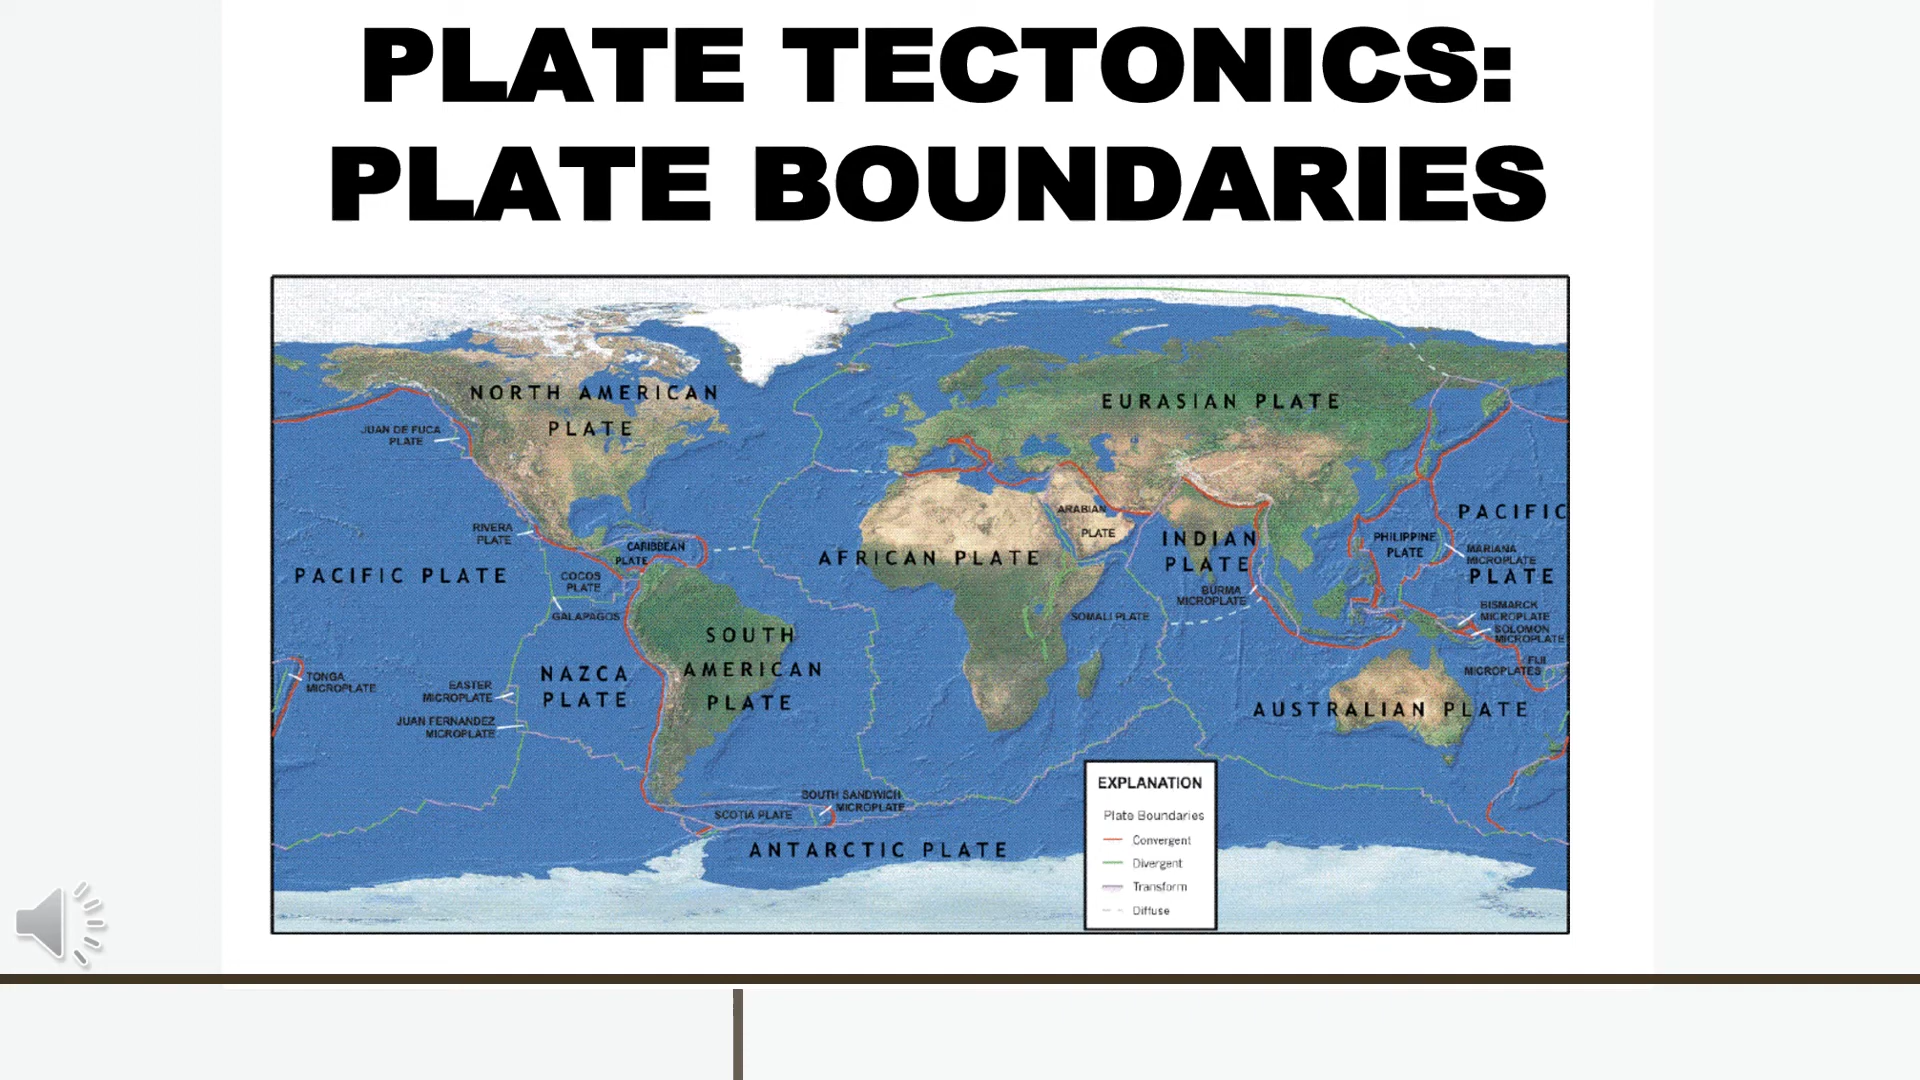 PLATE TECTONICS:
PLATE BOUNDARIES
NORTH AMERICAN
PLATE
JUAN DE FUCA
PLATE
EURASIAN PLATE
RIVERA
PLATE
CARIBBEAN
PLATE
PACIFIC PLATE
COCOS
PLATE
GALAPAGOS
AFRICAN PLATE
ARABIAN
PLATE
INDIAN
PLATE
BURMA
MICROPLATE
SOMALI PLATE
PHILIPPINE
PLATE
PACIFIC
MARIANA
MICROPLATE
PLATE
BISMARCK
MICROPLATE
SOLOMON
MICROPLATE
FIJI
MICROPLATES
TONGA
MICROPLATE
EASTER
MICROPLATE
JUAN FERNANDEZ
MICROPLATE
NAZCA
PLATE
SOUTH
AMERICAN
PLATE
AUSTRALIAN PLATE
SCOTIA PLATE
SOUTH SANDWICH
MICROPLATE
ANTARCTIC PLATE
EXPLANATION
Plate Boundaries
Convergent
Divergent
Transform
Diffuse